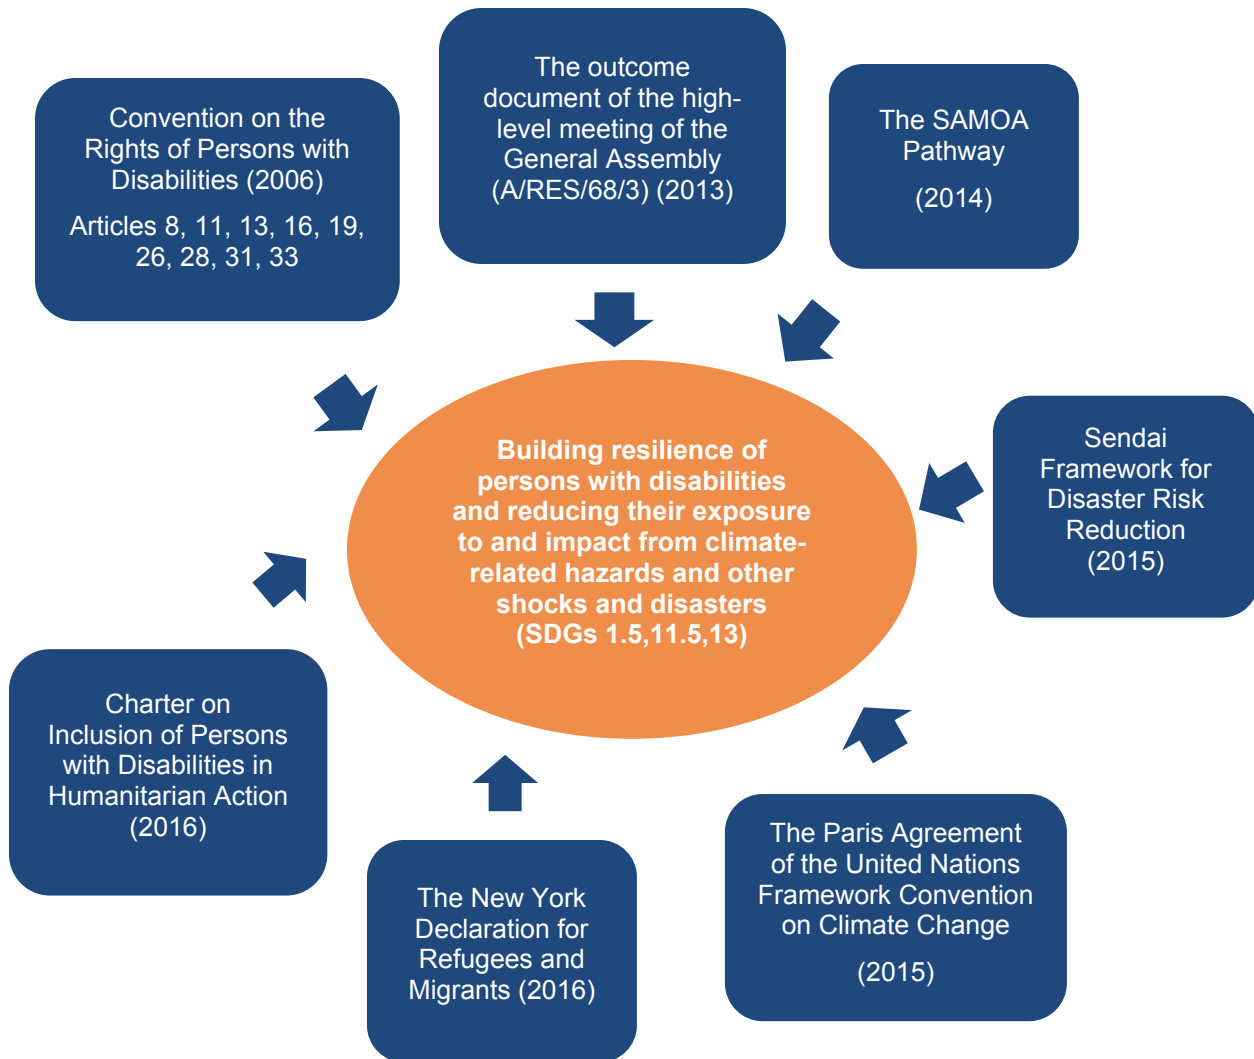 Convention on the
Rights of Persons with
Disabilities (2006)
Articles 8, 11, 13, 16, 19,
26, 28, 31, 33
The outcome
document of the high-
level meeting of the
General Assembly
(A/RES/68/3) (2013)
The SAMOA
Pathway
(2014)
Sendai
Framework for
Disaster Risk
Reduction
(2015)
Building resilience of
persons with disabilities
and reducing their exposure
to and impact from climate-
related hazards and other
shocks and disasters
(SDGs 1.5,11.5,13)
Charter on
Inclusion of Persons
with Disabilities in
Humanitarian Action
(2016)
The New York
Declaration for
Refugees and
Migrants (2016)
The Paris Agreement
of the United Nations
Framework Convention
on Climate Change
(2015)